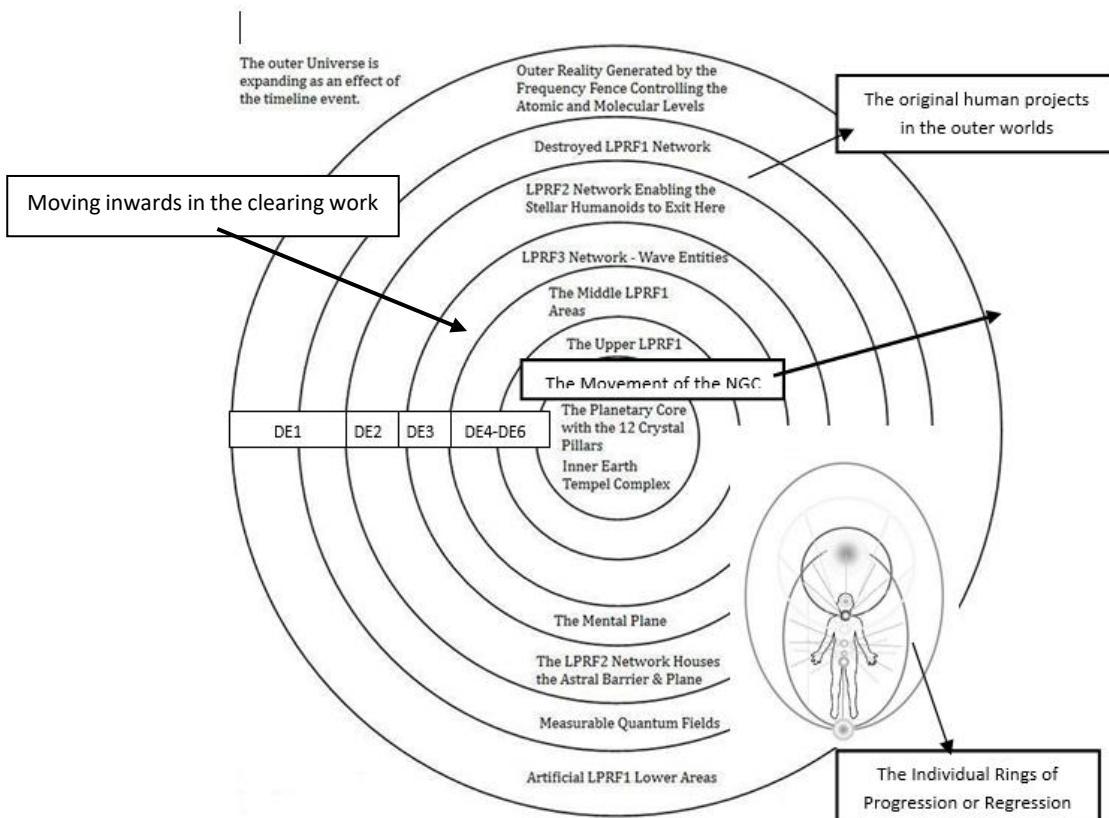 The outer Universe is
expanding as an effect of
the timeline event.
Outer Reality Generated by the
Frequency Fence Controlling the
Atomic and Molecular Levels
The original human projects
in the outer worlds
Destroyed LPRF1 Network
Moving inwards in the clearing work
LPRF2 Network Enabling the
Stellar Humanoids to Exit Here
LPRF3 Network - Wave Entities
The Middle LPRF1
Areas
The Upper LPRF1
The Movement of the NGC
The Planetary Core
with the 12 Crystal
Pillars
Inner Earth
Tempel Complex
DE1
DE2
DE3
DE4-DE6
The Mental Plane
The LPRF2 Network Houses
the Astral Barrier & Plane
Measurable Quantum Fields
Artificial LPRF1 Lower Areas
The Individual Rings of
Progression or Regression